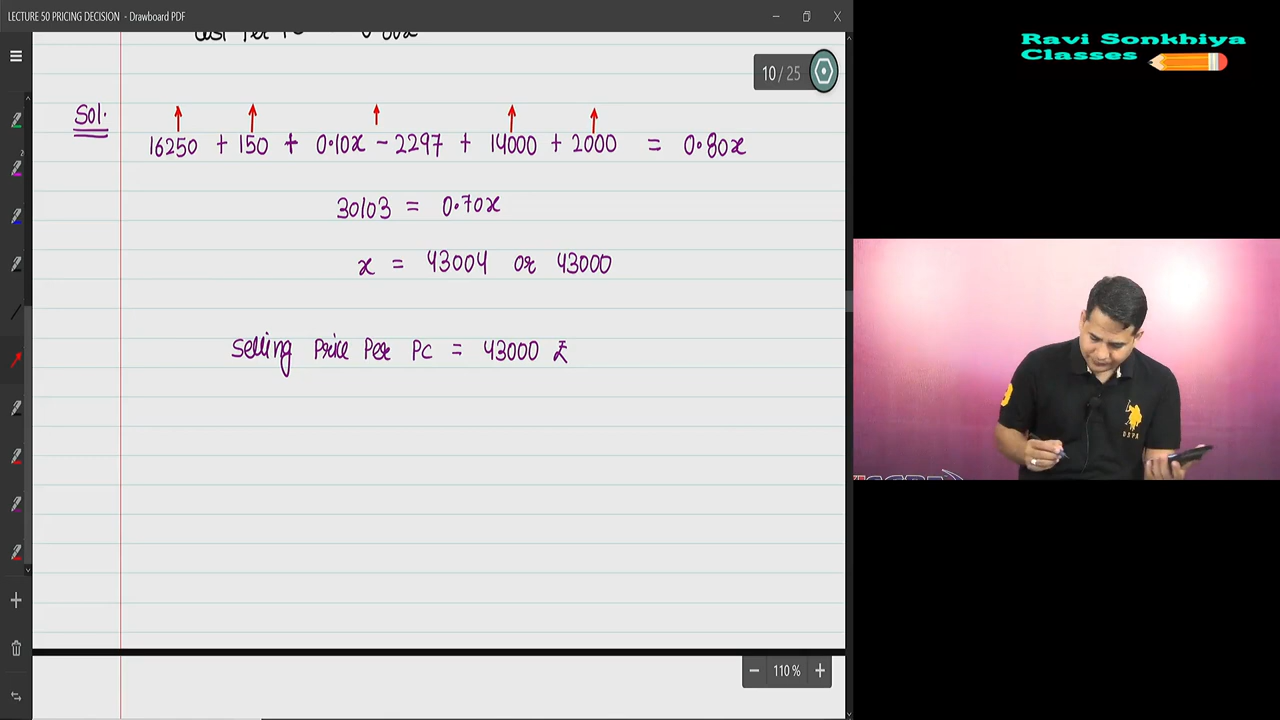 LECTURE 50 PRICING DECISION - Drawboard PDF
Ravi Sonkhiya
Classes
10 / 25
Sol.
16250 + 150 + 0.10x - 2297 + 14000 + 2000 = 0.80x
30103 = 0.70x
x = 43004 or 43000
Selling Price Per PC = 43000 ₹
USPA
110 %